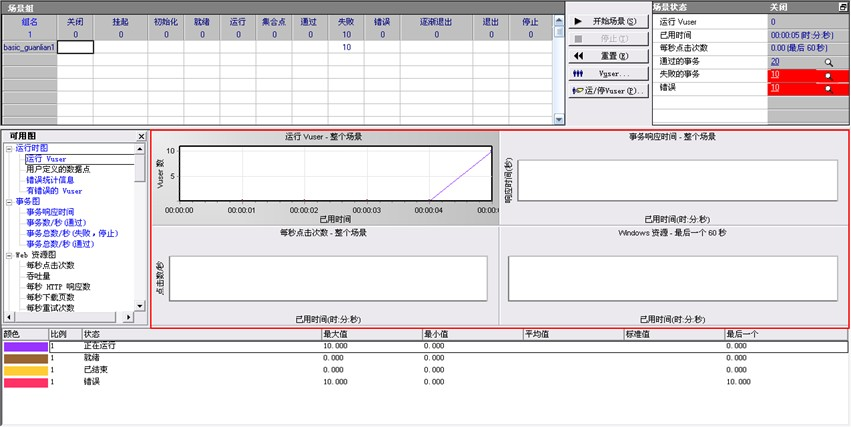 场景组
组名 关闭 挂起 初始化 就绪 运行 集合点 通过 失败 错误 逐渐退出 退出 停止
1 0 0 0 0 0 0 0 10 0 0 0 0
basic_guanlian1 10
开始场景(S)
停止(T)
重置(R)
Vuser...
运/停Vuser(P)..
场景状态 关闭
运行 Vuser 0
已用时间 00:00:05 (时:分:秒)
每秒点击次数 0.00 (最后 60秒)
通过的事务 20
失败的事务 10
错误 10
可用图
运行时图
运行 Vuser
用户定义的数据点
错误统计信息
有错误的 Vuser
事务图
事务响应时间
事务数/秒(通过)
事务总数/秒(失败，停止)
事务总数/秒(通过)
Web 资源图
每秒点击次数
吞吐量
每秒 HTTP 响应数
每秒下载页数
每秒重试次数
运行 Vuser - 整个场景
Vuser 数
10
5
00:00:00 00:00:01 00:00:02 00:00:03 00:00:04 00:00:0
已用时间
事务响应时间 - 整个场景
响应时间(秒)
已用时间(时:分:秒)
每秒点击次数 - 整个场景
点击数/秒
已用时间(时:分:秒)
Windows 资源 - 最后一个 60 秒
已用时间(时:分:秒)
颜色 比例 状态 最大值 最小值 平均值 标准值 最后一个
1 正在运行 10.000 0.000 0.000
1 就绪 0.000 0.000 0.000
1 已结束 0.000 0.000 0.000
1 错误 10.000 0.000 10.000